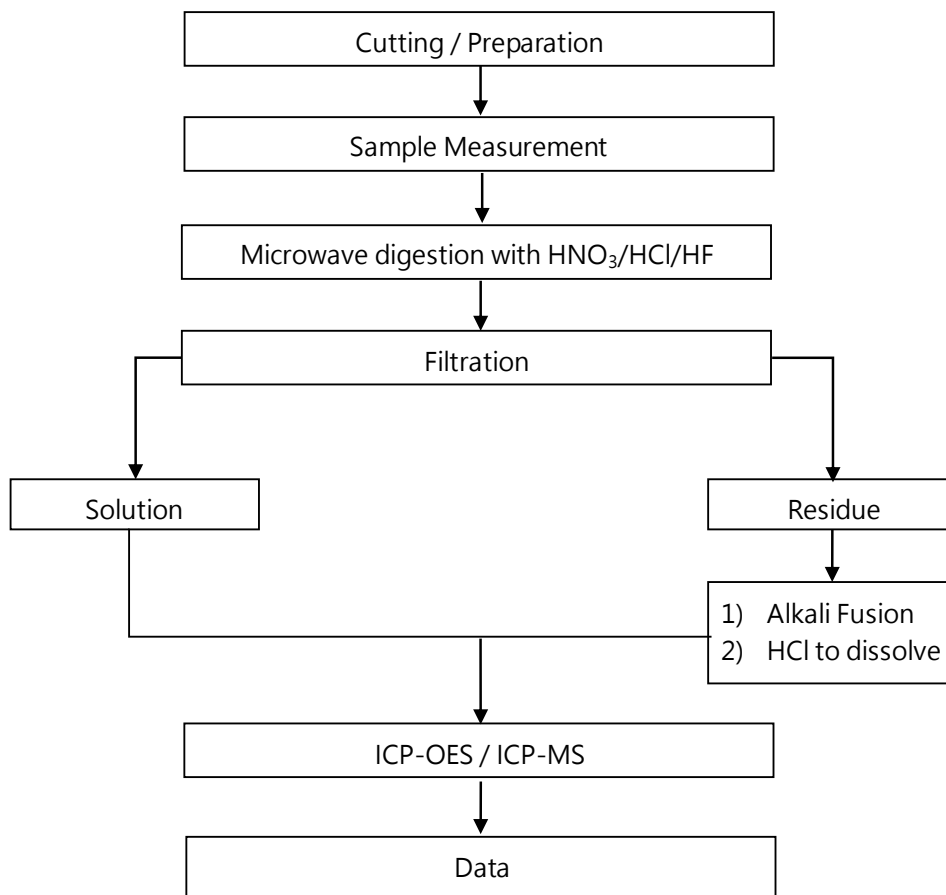 Cutting / Preparation
Sample Measurement
Microwave digestion with HNO₃/HCl/HF
Filtration
Solution
Residue
1) Alkali Fusion
2) HCl to dissolve
ICP-OES / ICP-MS
Data